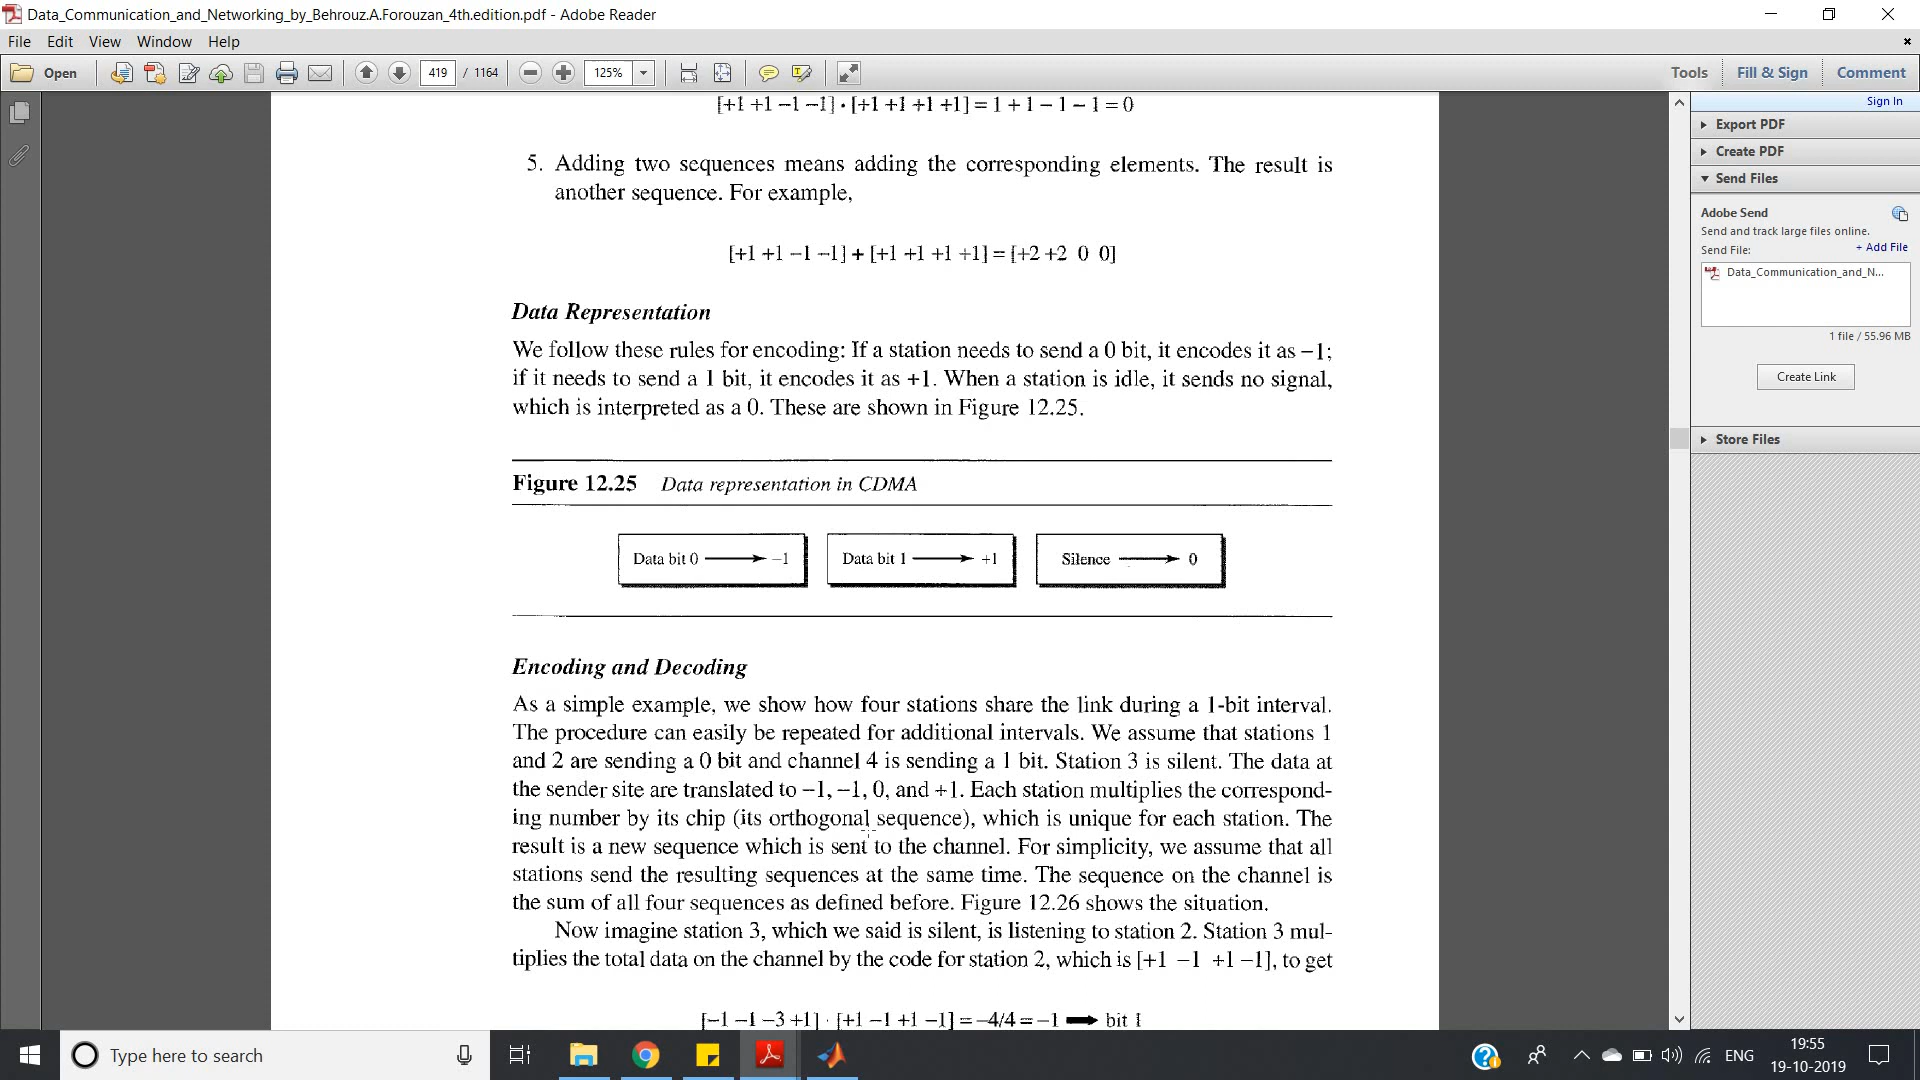 Data_Communication_and_Networking_by_Behrouz.A.Forouzan_4th.edition.pdf - Adobe Reader
File Edit View Window Help
Open 419 / 1164 125% Tools Fill & Sign Comment
Sign In
Export PDF
Create PDF
Send Files
Adobe Send
Send and track large files online.
Send File: + Add File
Data_Communication_and_N...
1 file / 55.96 MB
Create Link
Store Files
[+1 +1 −1 −1] • [+1 +1 +1 +1] = 1 + 1 − 1 − 1 = 0
5. Adding two sequences means adding the corresponding elements. The result is
another sequence. For example,
[+1 +1 −1 −1] + [+1 +1 +1 +1] = [+2 +2 0 0]
Data Representation
We follow these rules for encoding: If a station needs to send a 0 bit, it encodes it as −1;
if it needs to send a 1 bit, it encodes it as +1. When a station is idle, it sends no signal,
which is interpreted as a 0. These are shown in Figure 12.25.
Figure 12.25 Data representation in CDMA
Data bit 0 → −1 Data bit 1 → +1 Silence → 0
Encoding and Decoding
As a simple example, we show how four stations share the link during a 1-bit interval.
The procedure can easily be repeated for additional intervals. We assume that stations 1
and 2 are sending a 0 bit and channel 4 is sending a 1 bit. Station 3 is silent. The data at
the sender site are translated to −1, −1, 0, and +1. Each station multiplies the correspond-
ing number by its chip (its orthogonal sequence), which is unique for each station. The
result is a new sequence which is sent to the channel. For simplicity, we assume that all
stations send the resulting sequences at the same time. The sequence on the channel is
the sum of all four sequences as defined before. Figure 12.26 shows the situation.
Now imagine station 3, which we said is silent, is listening to station 2. Station 3 mul-
tiplies the total data on the channel by the code for station 2, which is [+1 −1 +1 −1], to get
[−1 −1 −3 +1] · [+1 −1 +1 −1] = −4/4 = −1 → bit 1
Type here to search
ENG
19:55
19-10-2019